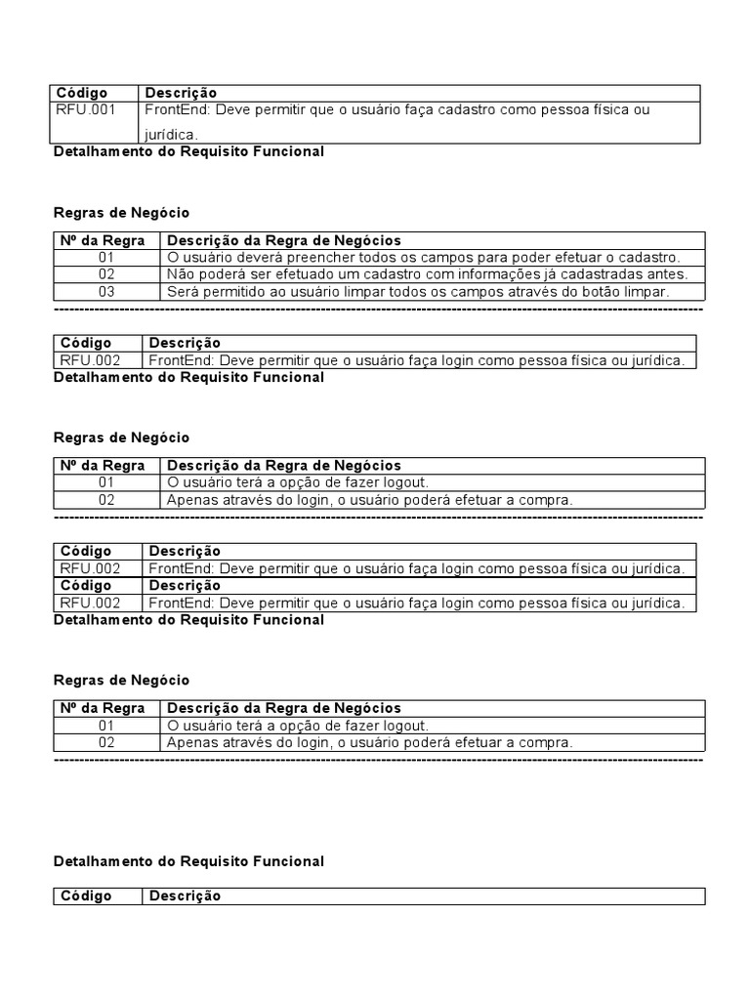 Código Descrição
RFU.001 FrontEnd: Deve permitir que o usuário faça cadastro como pessoa física ou
jurídica.
Detalhamento do Requisito Funcional
Regras de Negócio
Nº da Regra Descrição da Regra de Negócios
01 O usuário deverá preencher todos os campos para poder efetuar o cadastro.
02 Não poderá ser efetuado um cadastro com informações já cadastradas antes.
03 Será permitido ao usuário limpar todos os campos através do botão limpar.
Código Descrição
RFU.002 FrontEnd: Deve permitir que o usuário faça login como pessoa física ou jurídica.
Detalhamento do Requisito Funcional
Regras de Negócio
Nº da Regra Descrição da Regra de Negócios
01 O usuário terá a opção de fazer logout.
02 Apenas através do login, o usuário poderá efetuar a compra.
Código Descrição
RFU.002 FrontEnd: Deve permitir que o usuário faça login como pessoa física ou jurídica.
Código Descrição
RFU.002 FrontEnd: Deve permitir que o usuário faça login como pessoa física ou jurídica.
Detalhamento do Requisito Funcional
Regras de Negócio
Nº da Regra Descrição da Regra de Negócios
01 O usuário terá a opção de fazer logout.
02 Apenas através do login, o usuário poderá efetuar a compra.
Detalhamento do Requisito Funcional
Código Descrição